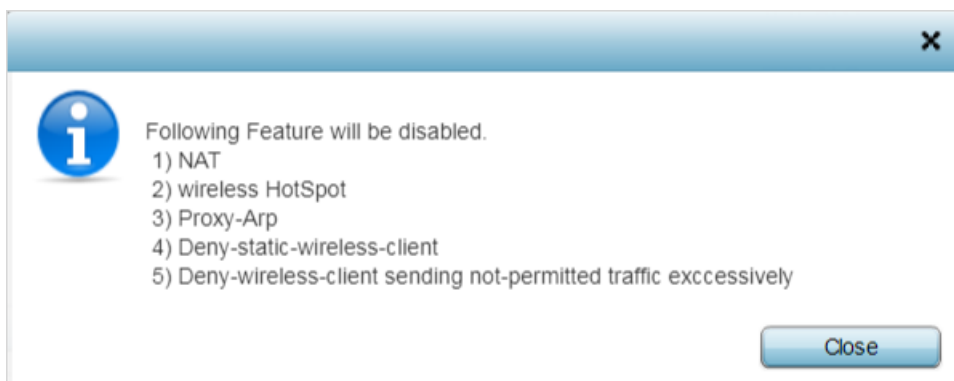 Following Feature will be disabled.
1) NAT
2) wireless HotSpot
3) Proxy-Arp
4) Deny-static-wireless-client
5) Deny-wireless-client sending not-permitted traffic exccessively
Close